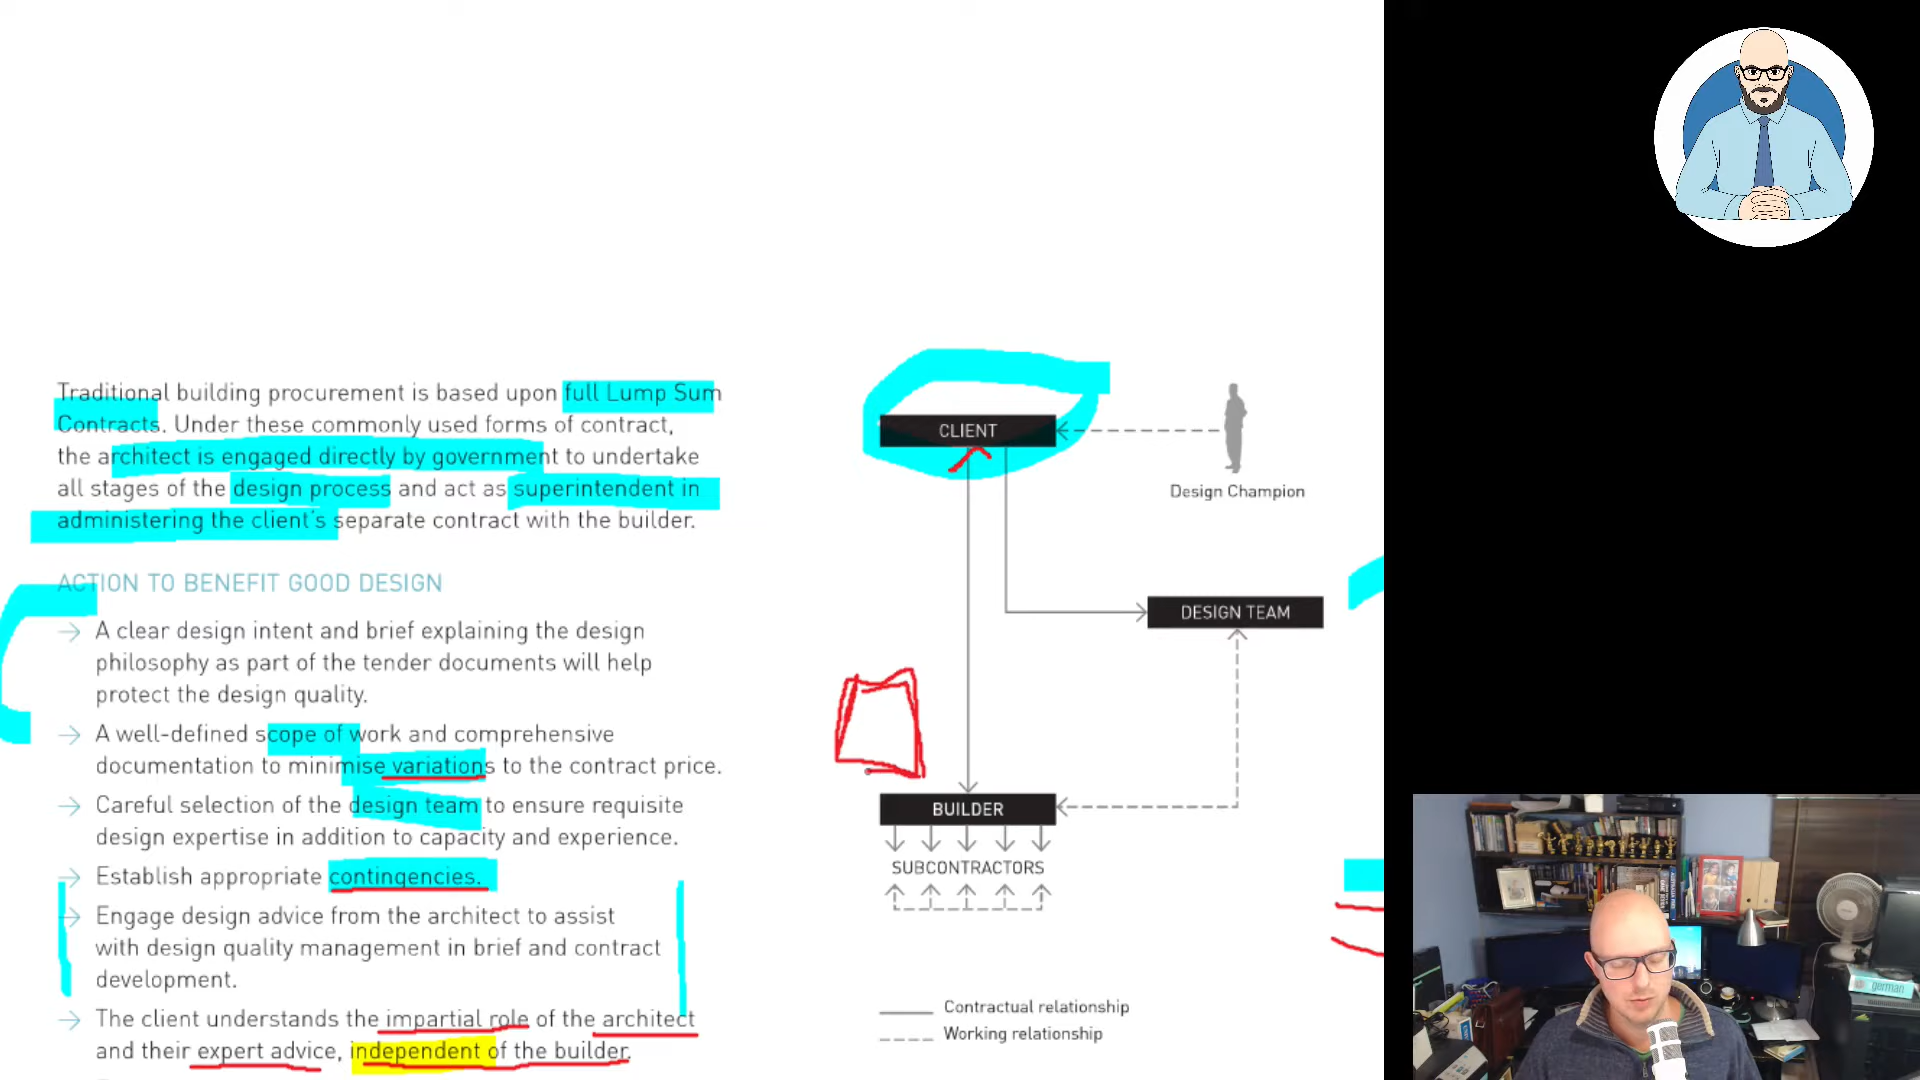 Traditional building procurement is based upon full Lump Sum
Contracts. Under these commonly used forms of contract,
the architect is engaged directly by government to undertake
all stages of the design process and act as superintendent in
administering the client's separate contract with the builder.
ACTION TO BENEFIT GOOD DESIGN
→ A clear design intent and brief explaining the design
philosophy as part of the tender documents will help
protect the design quality.
→ A well-defined scope of work and comprehensive
documentation to minimise variations to the contract price.
→ Careful selection of the design team to ensure requisite
design expertise in addition to capacity and experience.
→ Establish appropriate contingencies.
→ Engage design advice from the architect to assist
with design quality management in brief and contract
development.
→ The client understands the impartial role of the architect
and their expert advice, independent of the builder.
CLIENT
Design Champion
DESIGN TEAM
BUILDER
SUBCONTRACTORS
Contractual relationship
Working relationship
german